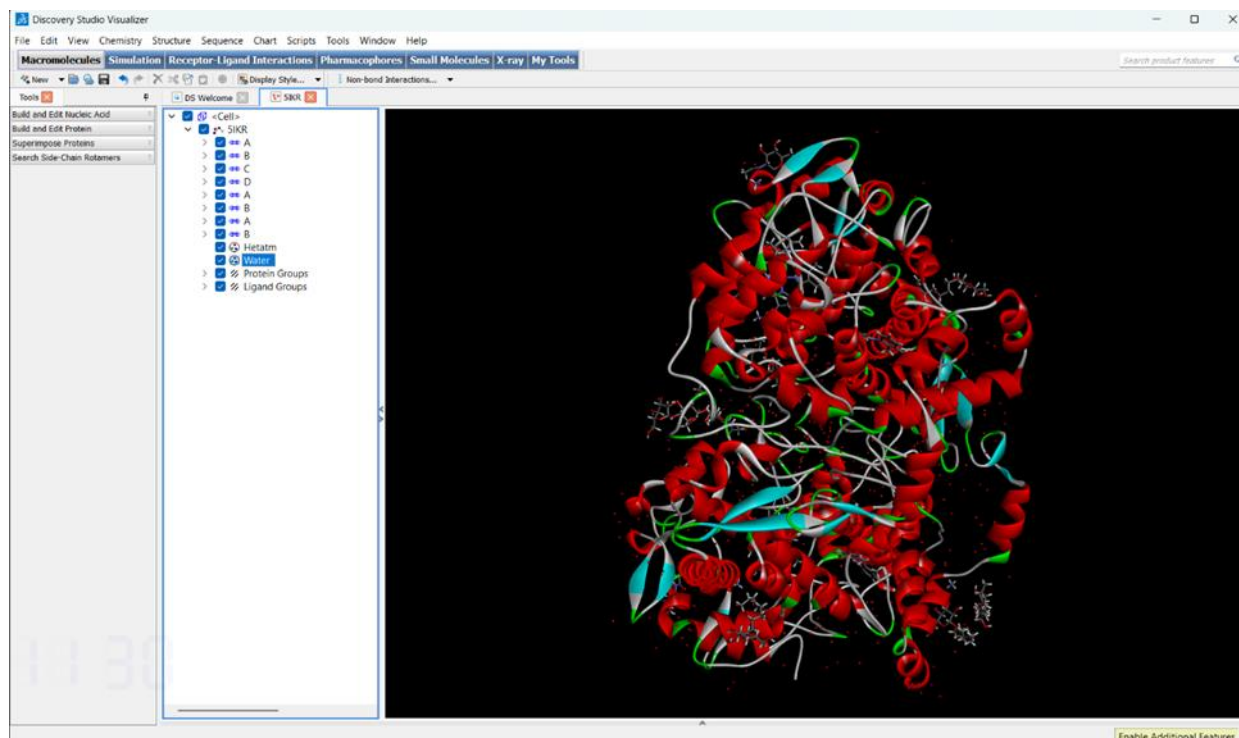 Discovery Studio Visualizer
File Edit View Chemistry Structure Sequence Chart Scripts Tools Window Help
Macromolecules Simulation Receptor-Ligand Interactions Pharmacophores Small Molecules X-ray My Tools
Search product features
New Display Style... Non-bond Interactions...
Tools DS Welcome 5IKR
Build and Edit Nucleic Acid
Build and Edit Protein
Superimpose Proteins
Search Side-Chain Rotamers
<Cell>
5IKR
A
B
C
D
A
B
A
B
Hetatm
Water
Protein Groups
Ligand Groups
11 30
Enable Additional Features